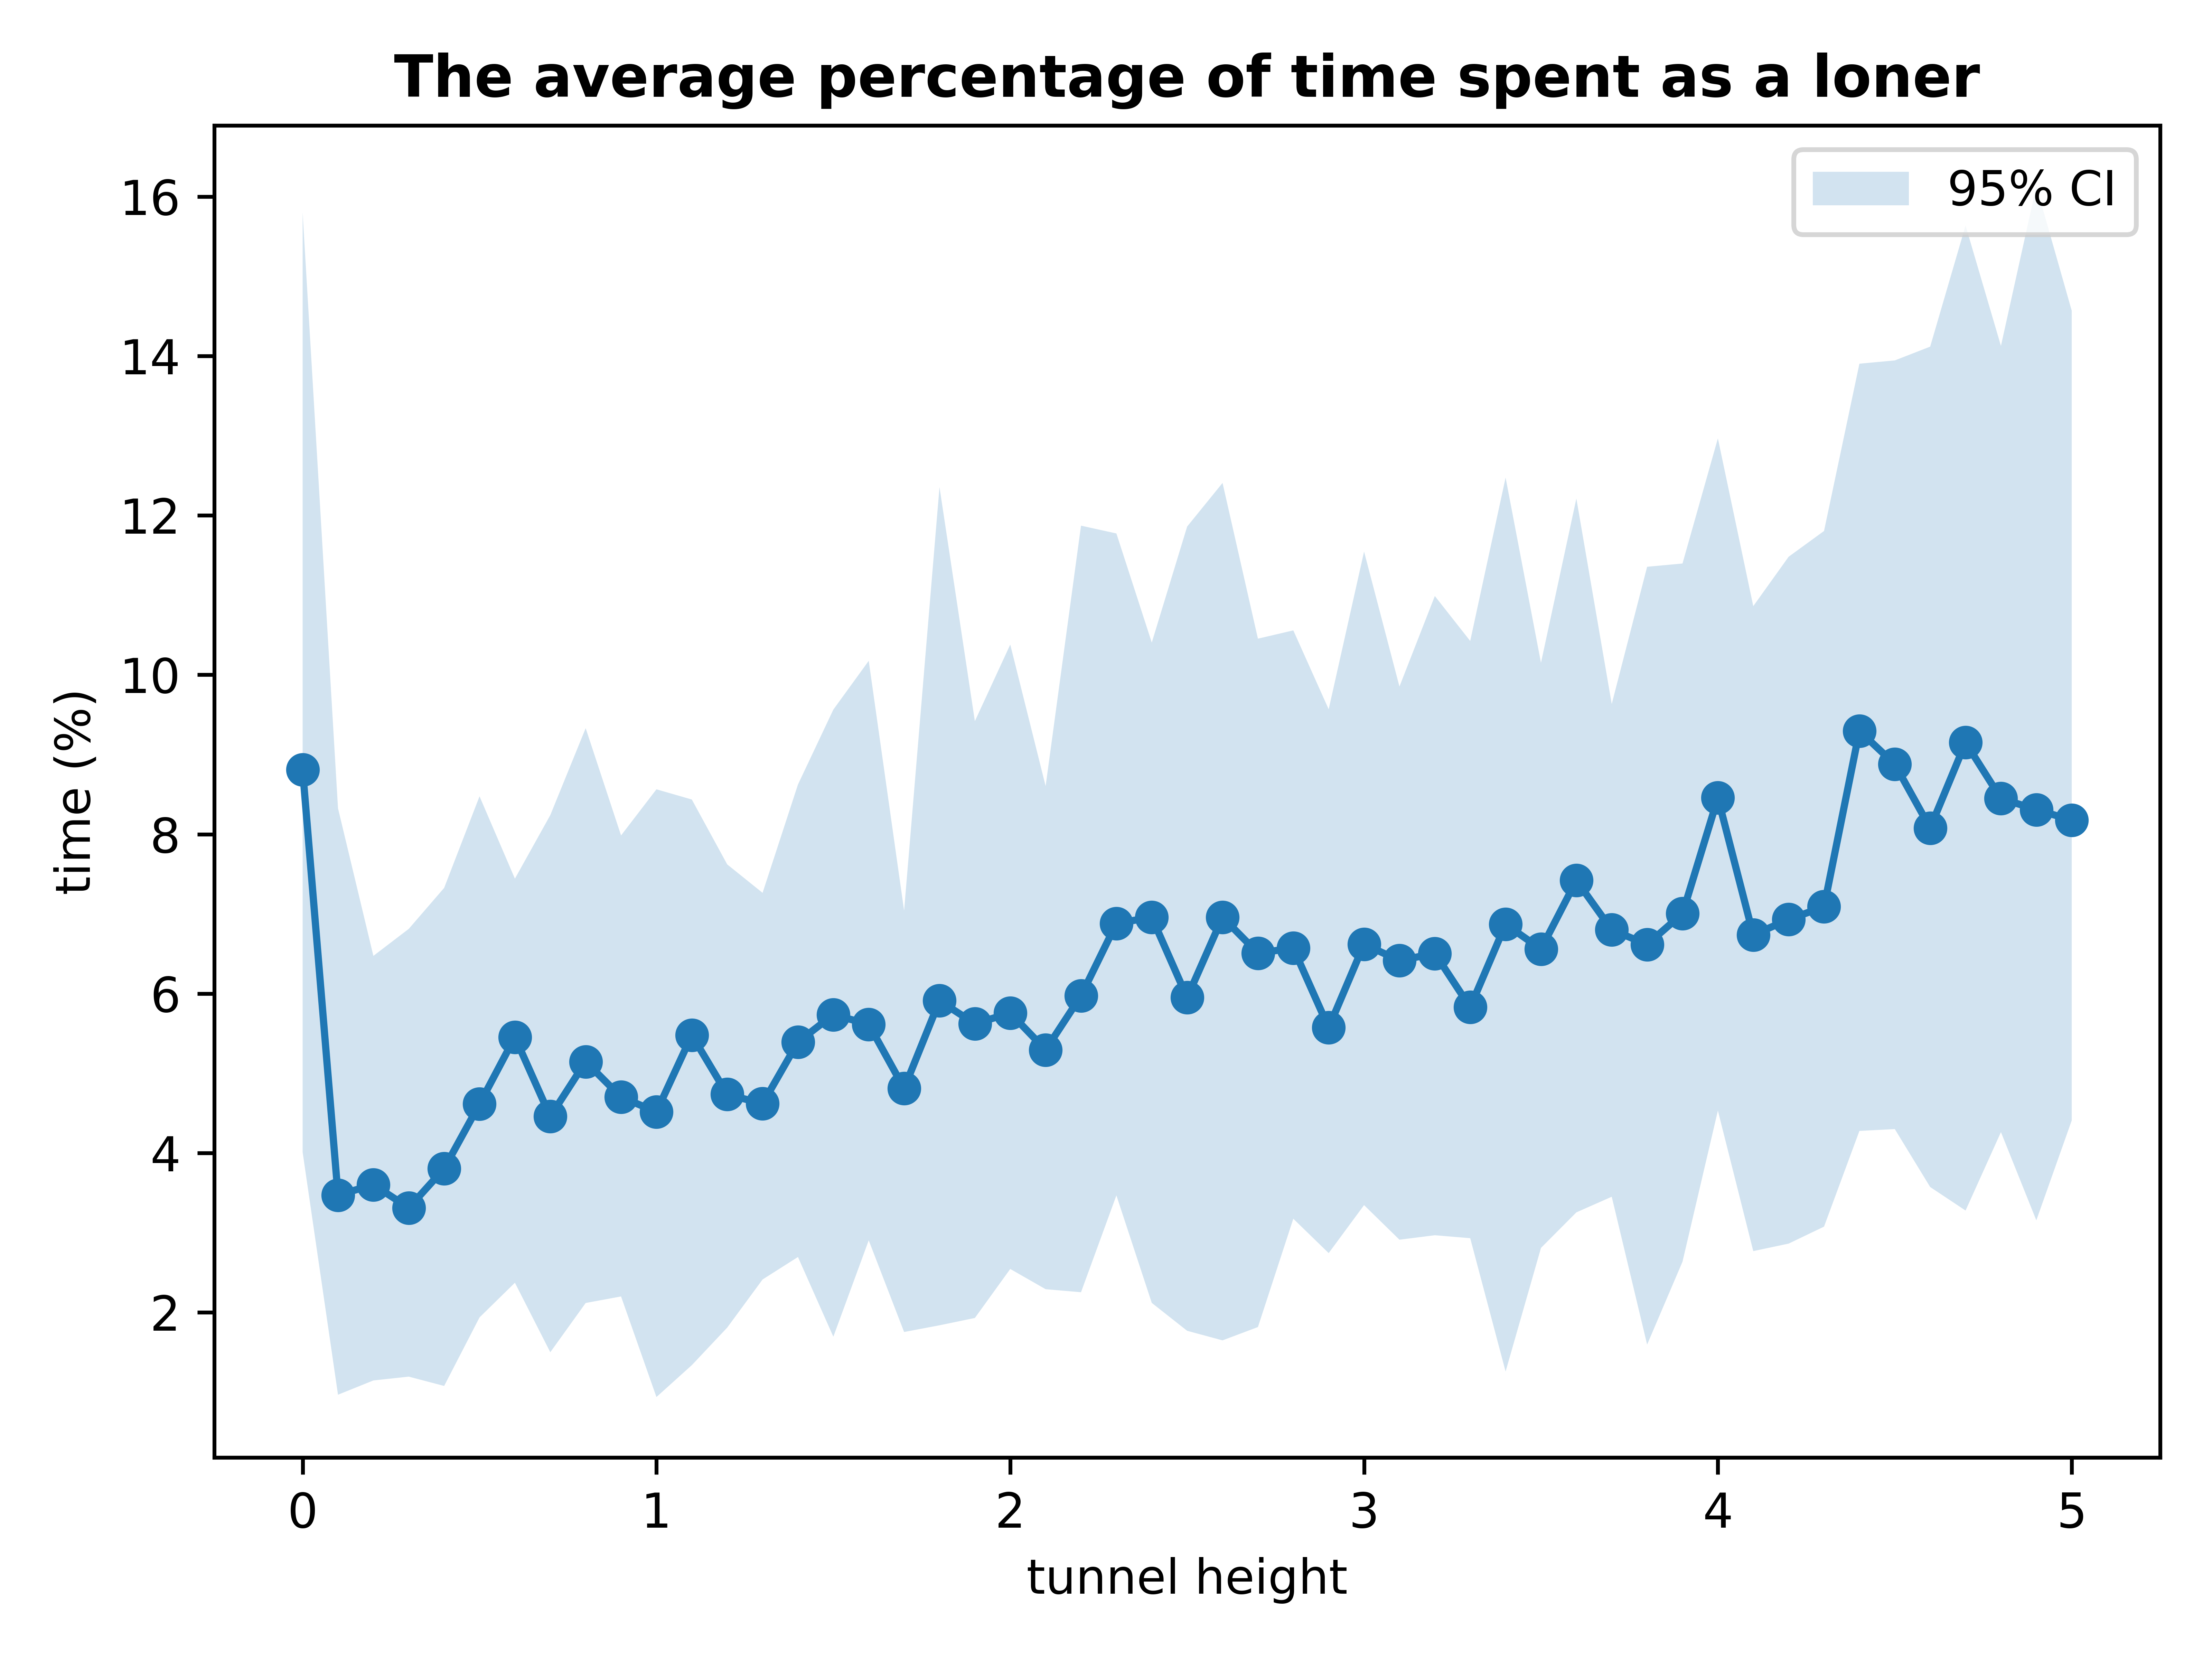 The average percentage of time spent as a loner
95% CI
16
14
12
10
8
6
4
2
time (%)
0 1 2 3 4 5
tunnel height